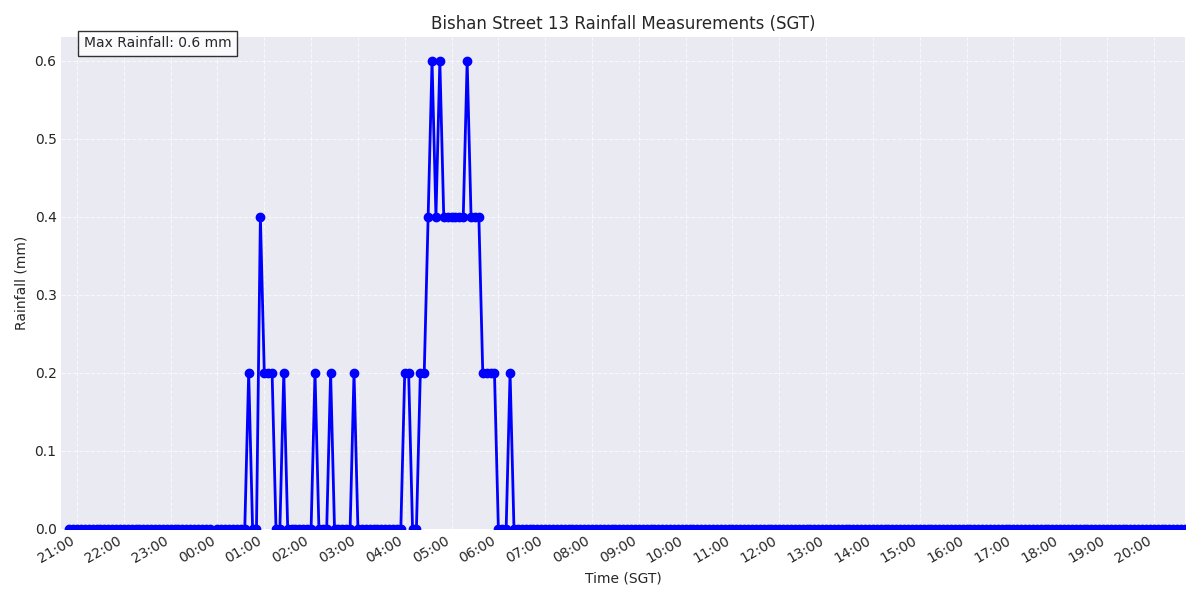 Bishan Street 13 Rainfall Measurements (SGT)
Max Rainfall: 0.6 mm
0.6
0.5
0.4
0.3
0.2
0.1
0.0
Rainfall (mm)
21:00 22:00 23:00 00:00 01:00 02:00 03:00 04:00 05:00 06:00 07:00 08:00 09:00 10:00 11:00 12:00 13:00 14:00 15:00 16:00 17:00 18:00 19:00 20:00
Time (SGT)